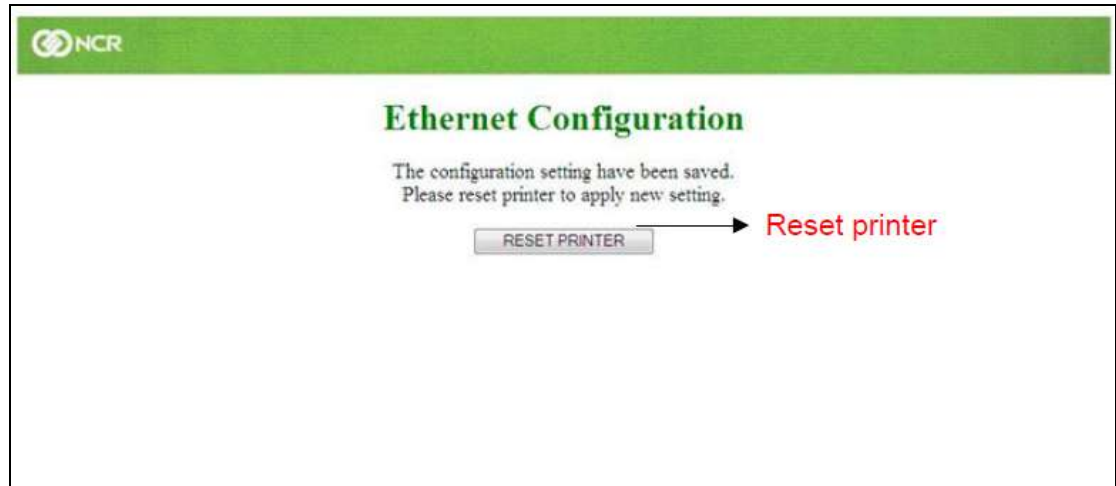 NCR
Ethernet Configuration
The configuration setting have been saved.
Please reset printer to apply new setting.
RESET PRINTER
Reset printer